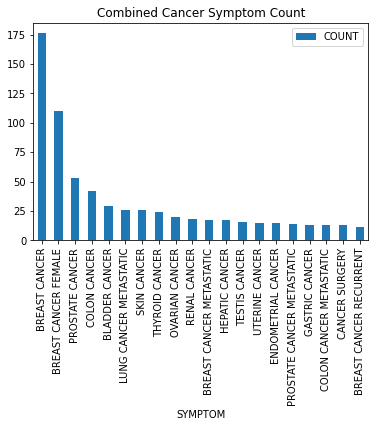 Combined Cancer Symptom Count
COUNT
175
150
125
100
75
50
25
0
BREAST CANCER
BREAST CANCER FEMALE
PROSTATE CANCER
COLON CANCER
BLADDER CANCER
LUNG CANCER METASTATIC
SKIN CANCER
THYROID CANCER
OVARIAN CANCER
RENAL CANCER
BREAST CANCER METASTATIC
HEPATIC CANCER
TESTIS CANCER
UTERINE CANCER
ENDOMETRIAL CANCER
PROSTATE CANCER METASTATIC
GASTRIC CANCER
COLON CANCER METASTATIC
CANCER SURGERY
BREAST CANCER RECURRENT
SYMPTOM